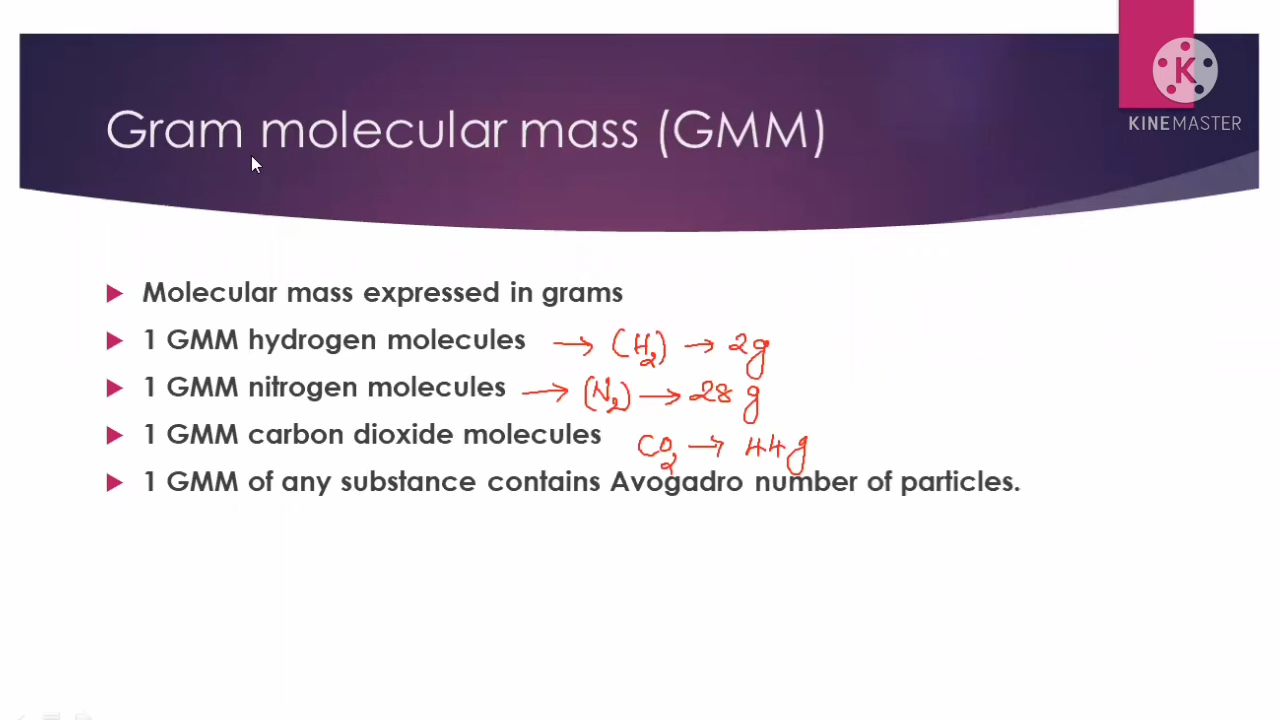 K
KINEMASTER
Gram molecular mass (GMM)
Molecular mass expressed in grams
1 GMM hydrogen molecules → (H₂) → 2g
1 GMM nitrogen molecules → (N₂) → 28 g
1 GMM carbon dioxide molecules CO₂ → 44g
1 GMM of any substance contains Avogadro number of particles.